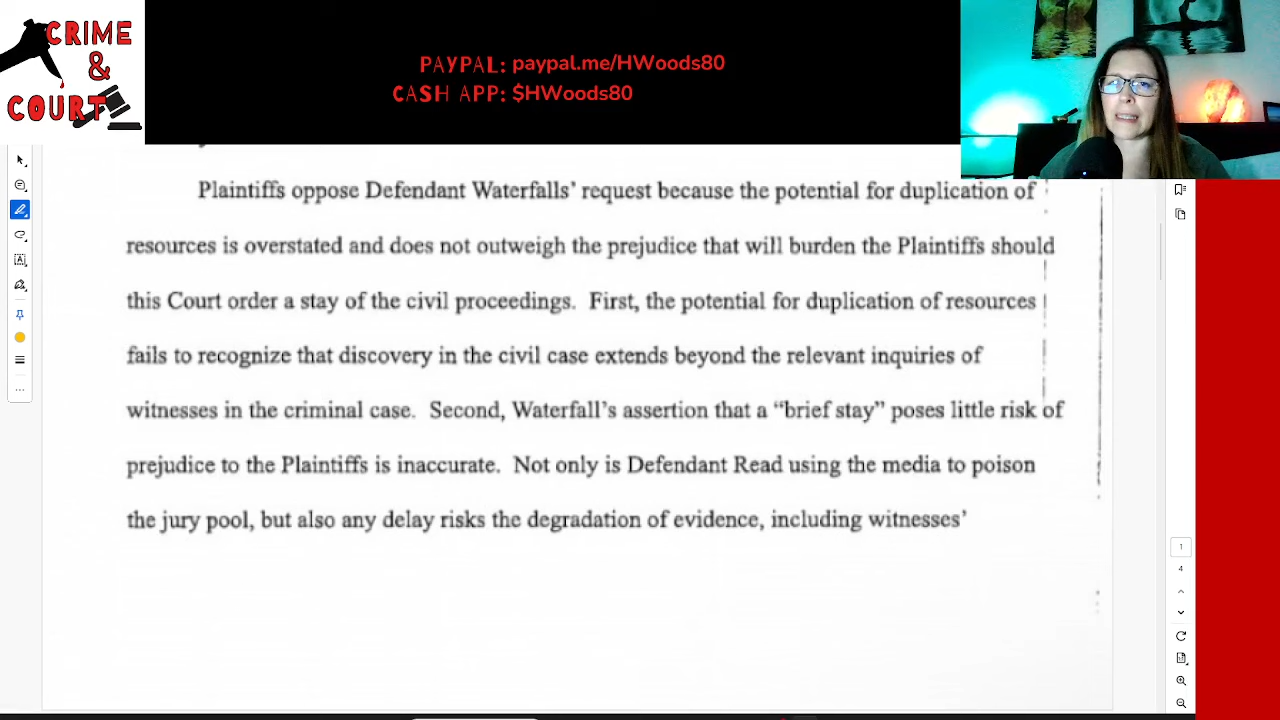 CRIME
&
COURT
PAYPAL: paypal.me/HWoods80
CASH APP: $HWoods80
Plaintiffs oppose Defendant Waterfalls’ request because the potential for duplication of
resources is overstated and does not outweigh the prejudice that will burden the Plaintiffs should
this Court order a stay of the civil proceedings.  First, the potential for duplication of resources
fails to recognize that discovery in the civil case extends beyond the relevant inquiries of
witnesses in the criminal case.  Second, Waterfall’s assertion that a “brief stay” poses little risk of
prejudice to the Plaintiffs is inaccurate.  Not only is Defendant Read using the media to poison
the jury pool, but also any delay risks the degradation of evidence, including witnesses’
1
4